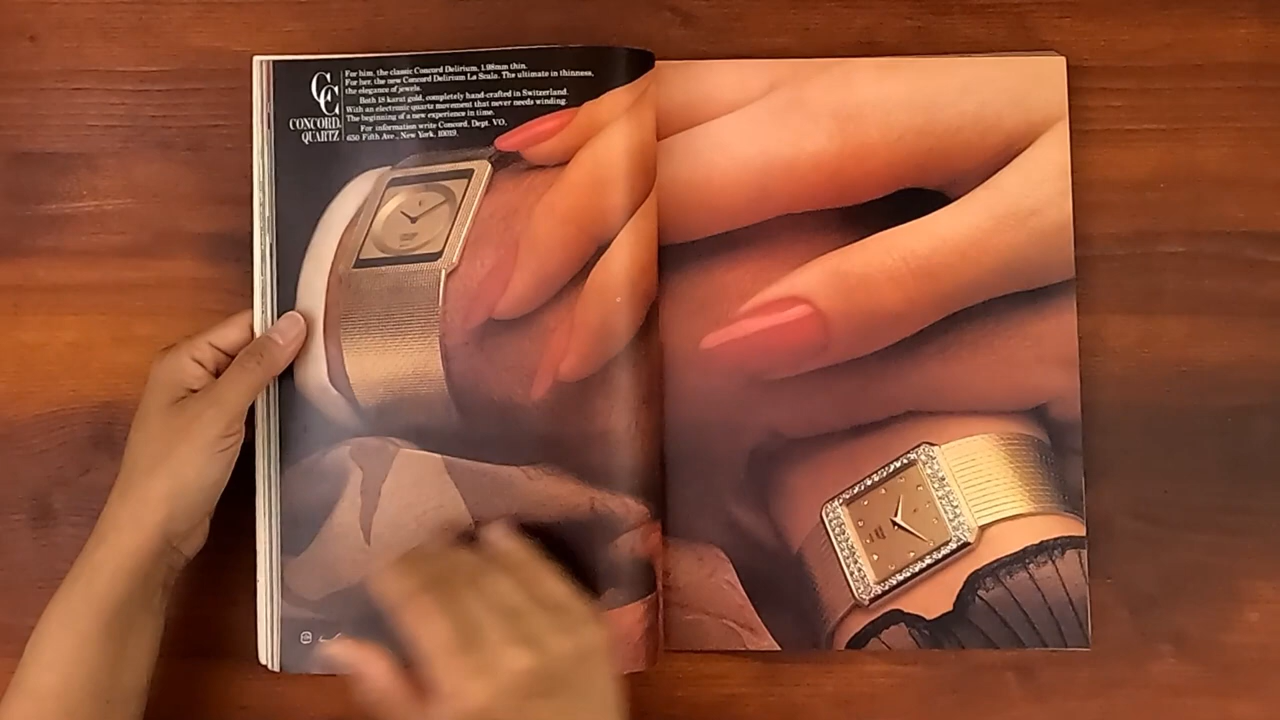 CC
CONCORD.
QUARTZ
For him, the classic Concord Delirium, 1.98mm thin.
For her, the new Concord Delirium La Scala. The ultimate in thinness,
the elegance of jewels.
Both 18 karat gold, completely hand-crafted in Switzerland.
With an electronic quartz movement that never needs winding.
The beginning of a new experience in time.
For information write Concord, Dept. VO,
650 Fifth Ave., New York, 10019.